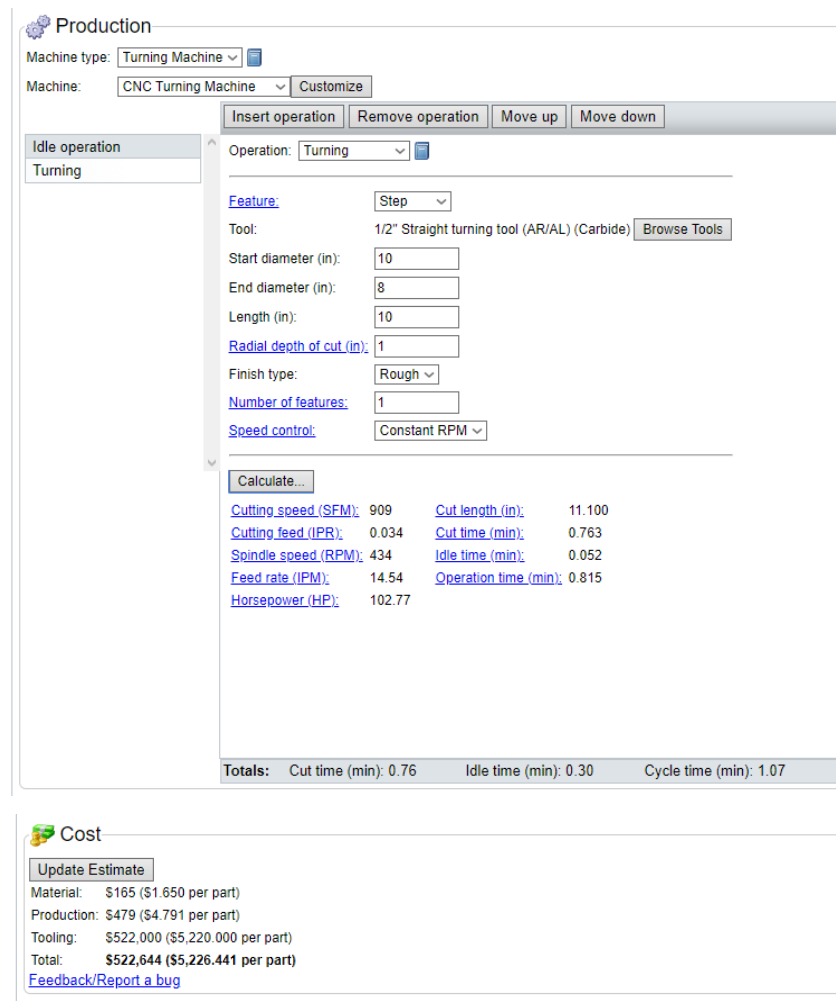 Production
Machine type: Turning Machine
Machine: CNC Turning Machine Customize
Insert operation Remove operation Move up Move down
Idle operation
Turning
Operation: Turning
Feature: Step
Tool: 1/2" Straight turning tool (AR/AL) (Carbide) Browse Tools
Start diameter (in): 10
End diameter (in): 8
Length (in): 10
Radial depth of cut (in): 1
Finish type: Rough
Number of features: 1
Speed control: Constant RPM
Calculate...
Cutting speed (SFM): 909 Cut length (in): 11.100
Cutting feed (IPR): 0.034 Cut time (min): 0.763
Spindle speed (RPM): 434 Idle time (min): 0.052
Feed rate (IPM): 14.54 Operation time (min): 0.815
Horsepower (HP): 102.77
Totals: Cut time (min): 0.76 Idle time (min): 0.30 Cycle time (min): 1.07
Cost
Update Estimate
Material: $165 ($1.650 per part)
Production: $479 ($4.791 per part)
Tooling: $522,000 ($5,220.000 per part)
Total: $522,644 ($5,226.441 per part)
Feedback/Report a bug